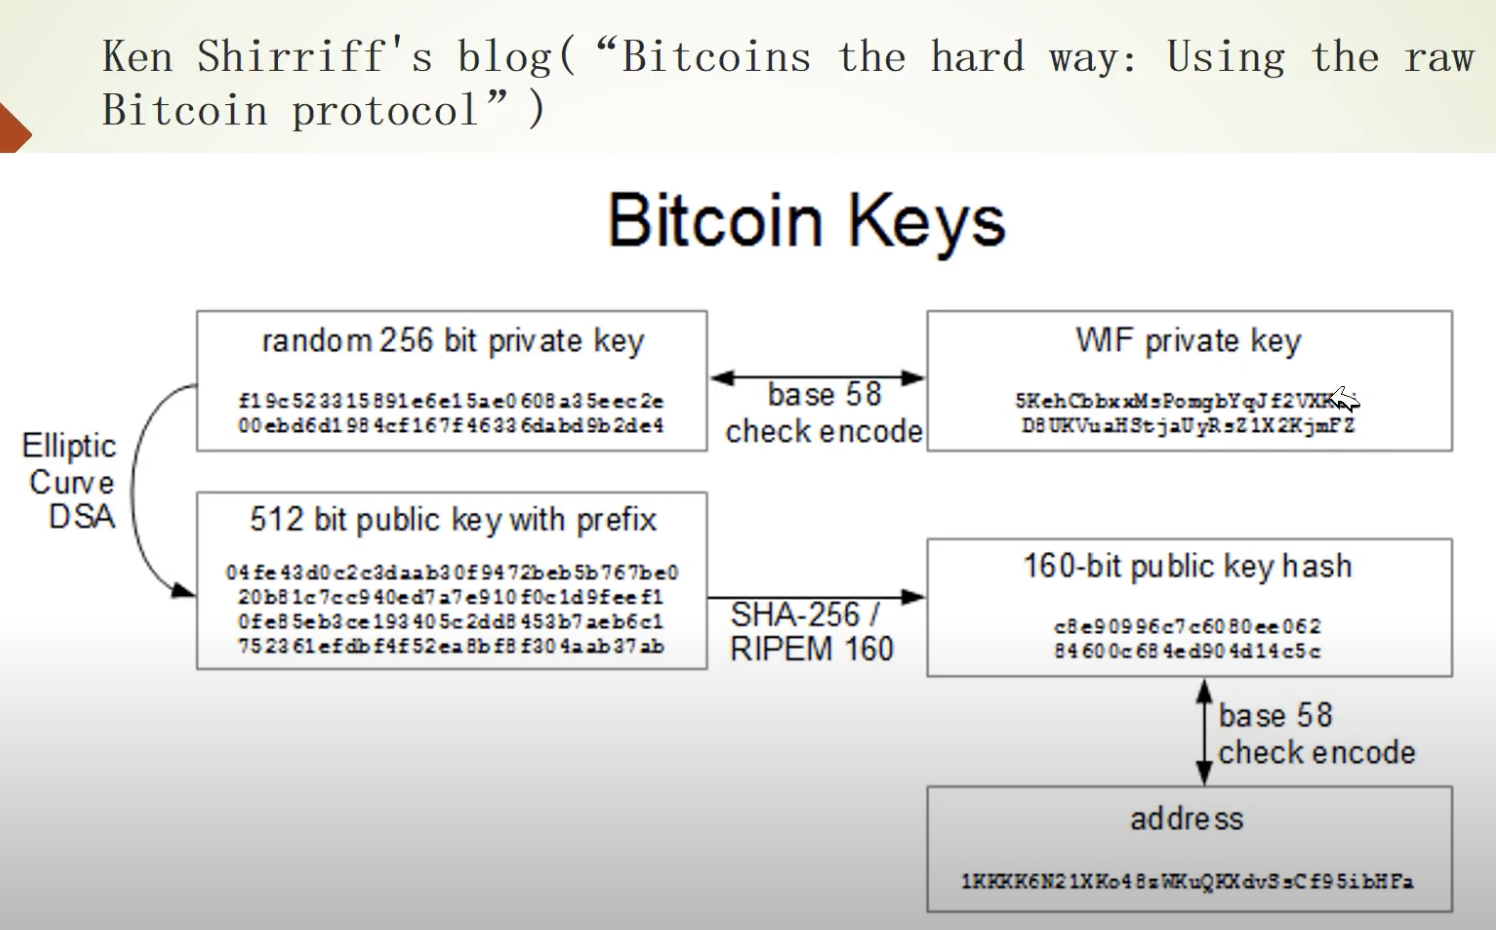 Ken Shirriff's blog(“Bitcoins the hard way: Using the raw
Bitcoin protocol”)
Bitcoin Keys
random 256 bit private key
f19c523315891e6e15ae0608a35eec2e
00ebd6d1984cf167f46336dabd9b2de4
base 58
check encode
WIF private key
D8UKVuaHStjaUyRsZ1X2KjmFZ
Elliptic
Curve
DSA
512 bit public key with prefix
04fe43d0c2c3daab30f9472beb5b767be0
20b81c7cc940ed7a7e910f0c1d9feef1
0fe85eb3ce193405c2dd8453b7aeb6c1
752361efdbf4f52ea8bf8f304aab37ab
SHA-256 /
RIPEM 160
160-bit public key hash
c8e90996c7c6080ee062
84600c684ed904d14c5c
base 58
check encode
address
1KKKK6N21XKo48zWKuQKXdvSsCf95ibHFa